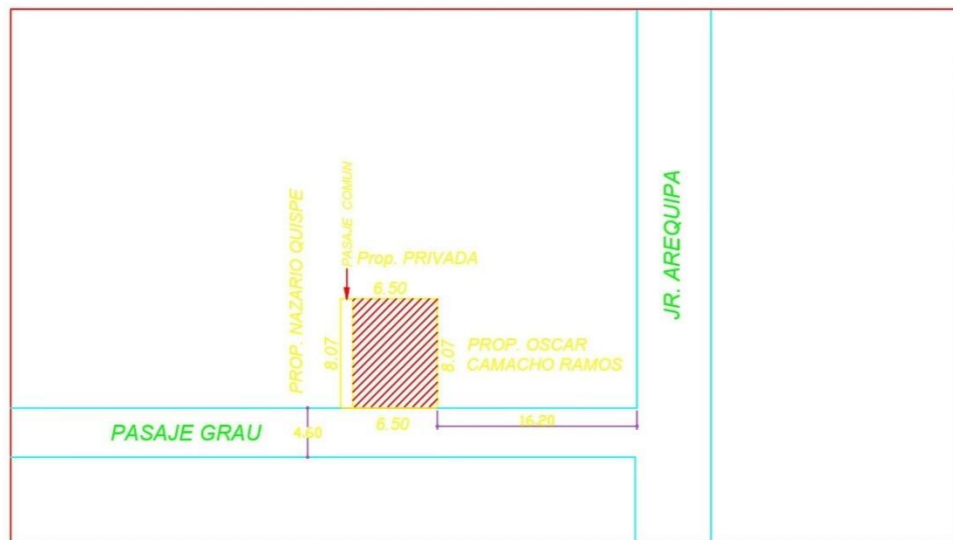 PROP. NAZARIO QUISPE
PASAJE COMUN
Prop. PRIVADA
6.50
8.07
8.07
PROP. OSCAR
CAMACHO RAMOS
JR. AREQUIPA
PASAJE GRAU
4.60
6.50
16.20